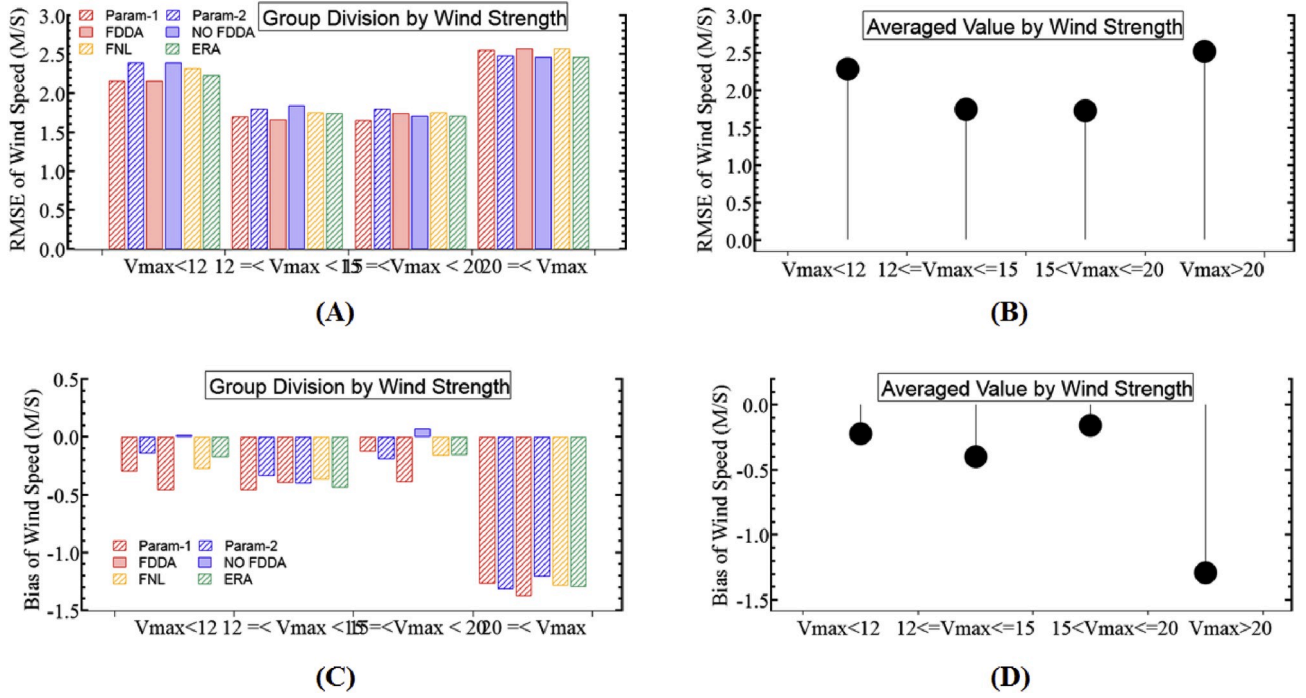 Group Division by Wind Strength
Param-1 Param-2
FDDA NO FDDA
FNL ERA
RMSE of Wind Speed (M/S)
3.0
2.5
2.0
1.5
1.0
0.5
0.0
Vmax<12 12 =< Vmax <15 15 =<Vmax < 20 20 =< Vmax
(A)
Averaged Value by Wind Strength
RMSE of Wind Speed (M/S)
3.0
2.5
2.0
1.5
1.0
0.5
0.0
Vmax<12 12<=Vmax<=15 15<Vmax<=20 Vmax>20
(B)
Group Division by Wind Strength
Bias of Wind Speed (M/S)
0.5
0.0
-0.5
-1.0
-1.5
Param-1 Param-2
FDDA NO FDDA
FNL ERA
Vmax<12 12 =< Vmax <15 15 =<Vmax < 20 20 =< Vmax
(C)
Averaged Value by Wind Strength
Bias of Wind Speed (M/S)
0.0
-0.5
-1.0
-1.5
Vmax<12 12<=Vmax<=15 15<Vmax<=20 Vmax>20
(D)